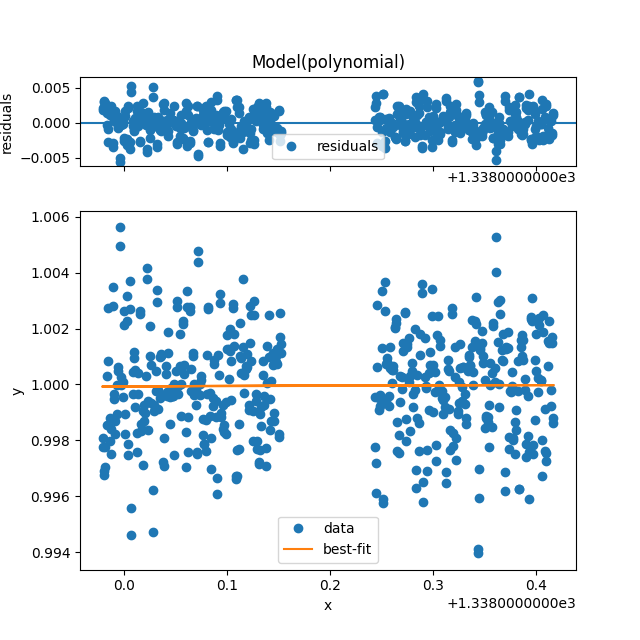 Model(polynomial)
residuals
0.005
0.000
−0.005
residuals
+1.3380000000e3
y
1.006
1.004
1.002
1.000
0.998
0.996
0.994
data
best-fit
0.0 0.1 0.2 0.3 0.4
x
+1.3380000000e3